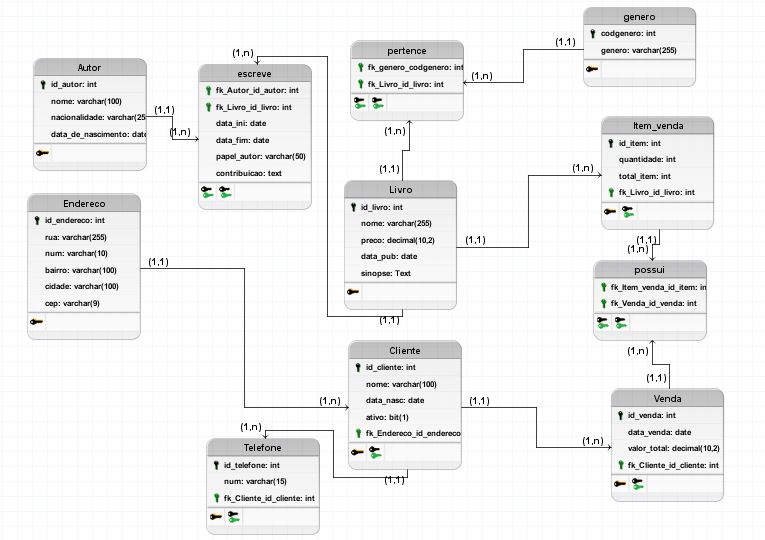 genero
codgenero: int
genero: varchar(255)
(1,1)
(1,n)
pertence
fk_genero_codgenero: int
fk_Livro_id_livro: int
(1,n)
(1,1)
(1,n)
escreve
fk_Autor_id_autor: int
fk_Livro_id_livro: int
data_ini: date
data_fim: date
papel_autor: varchar(50)
contribuicao: text
Autor
id_autor: int
nome: varchar(100)
nacionalidade: varchar(25
data_de_nascimento: date
(1,1)
(1,n)
Item_venda
id_item: int
quantidade: int
total_item: int
fk_Livro_id_livro: int
(1,n)
(1,1)
(1,n)
Livro
id_livro: int
nome: varchar(255)
preco: decimal(10,2)
data_pub: date
sinopse: Text
(1,1)
(1,1)
Endereco
id_endereco: int
rua: varchar(255)
num: varchar(10)
bairro: varchar(100)
cidade: varchar(100)
cep: varchar(9)
(1,1)
(1,n)
possui
fk_Item_venda_id_item: in
fk_Venda_id_venda: int
(1,n)
(1,1)
Cliente
id_cliente: int
nome: varchar(100)
data_nasc: date
ativo: bit(1)
fk_Endereco_id_endereco
(1,1)
(1,n)
(1,1)
(1,n)
Venda
id_venda: int
data_venda: date
valor_total: decimal(10,2)
fk_Cliente_id_cliente: int
Telefone
id_telefone: int
num: varchar(15)
fk_Cliente_id_cliente: int